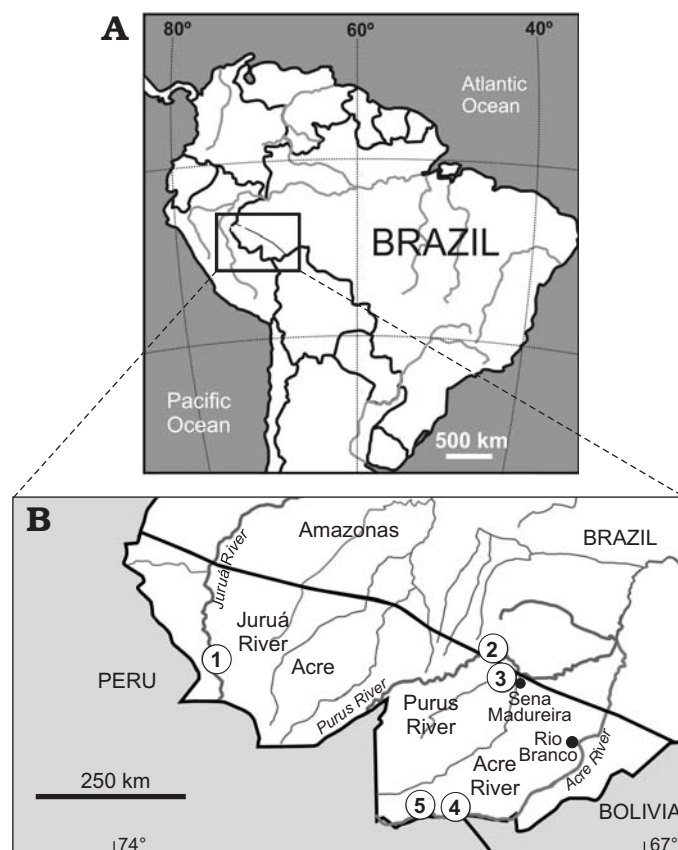 A
80º
60º
40º
Atlantic
Ocean
BRAZIL
Pacific
Ocean
500 km
B
Amazonas
BRAZIL
Juruá River
Juruá
River
1
2
PERU
Acre
3
Purus River
Purus
River
Sena
Madureira
Rio
Branco
Acre River
250 km
Acre
River
5
4
BOLIVIA
74°
67°